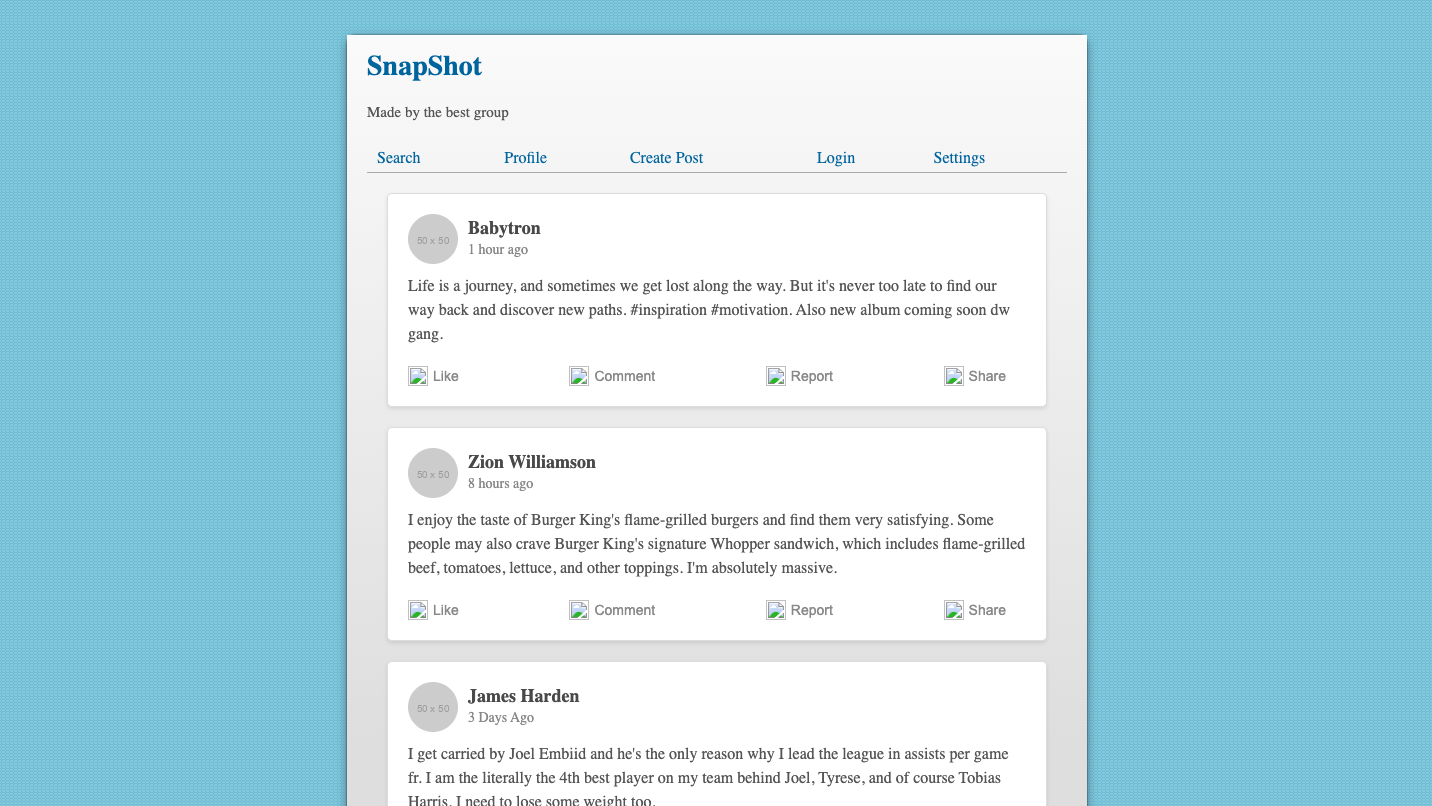 SnapShot
Made by the best group
Search Profile Create Post Login Settings
50 x 50
Babytron
1 hour ago
Life is a journey, and sometimes we get lost along the way. But it's never too late to find our
way back and discover new paths. #inspiration #motivation. Also new album coming soon dw
gang.
Like Comment Report Share
50 x 50
Zion Williamson
8 hours ago
I enjoy the taste of Burger King's flame-grilled burgers and find them very satisfying. Some
people may also crave Burger King's signature Whopper sandwich, which includes flame-grilled
beef, tomatoes, lettuce, and other toppings. I'm absolutely massive.
Like Comment Report Share
50 x 50
James Harden
3 Days Ago
I get carried by Joel Embiid and he's the only reason why I lead the league in assists per game
fr. I am the literally the 4th best player on my team behind Joel, Tyrese, and of course Tobias
Harris. I need to lose some weight too.